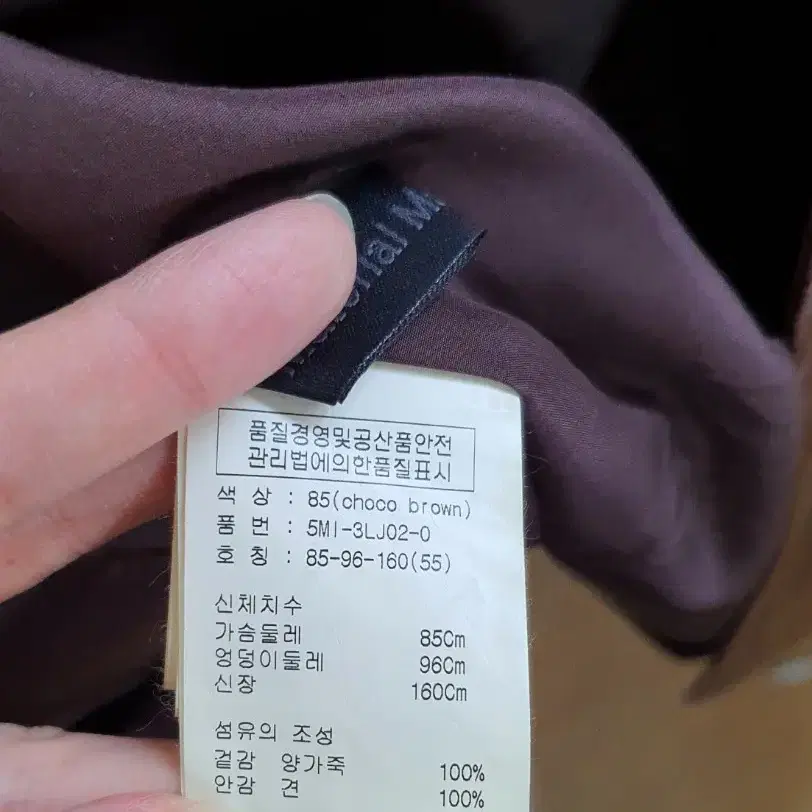 품질경영및공산품안전
관리법에의한품질표시
색 상 : 85(choco brown)
품 번 : 5MI-3LJ02-0
호 칭 : 85-96-160(55)
신체치수
가슴둘레 85Cm
엉덩이둘레 96Cm
신장 160Cm
섬유의 조성
겉감 양가죽 100%
안감 견 100%